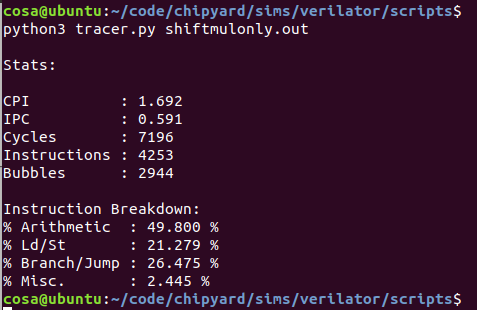 cosa@ubuntu:~/code/chipyard/sims/verilator/scripts$
python3 tracer.py shiftmulonly.out
Stats:
CPI : 1.692
IPC : 0.591
Cycles : 7196
Instructions : 4253
Bubbles : 2944
Instruction Breakdown:
% Arithmetic : 49.800 %
% Ld/St : 21.279 %
% Branch/Jump : 26.475 %
% Misc. : 2.445 %
cosa@ubuntu:~/code/chipyard/sims/verilator/scripts$